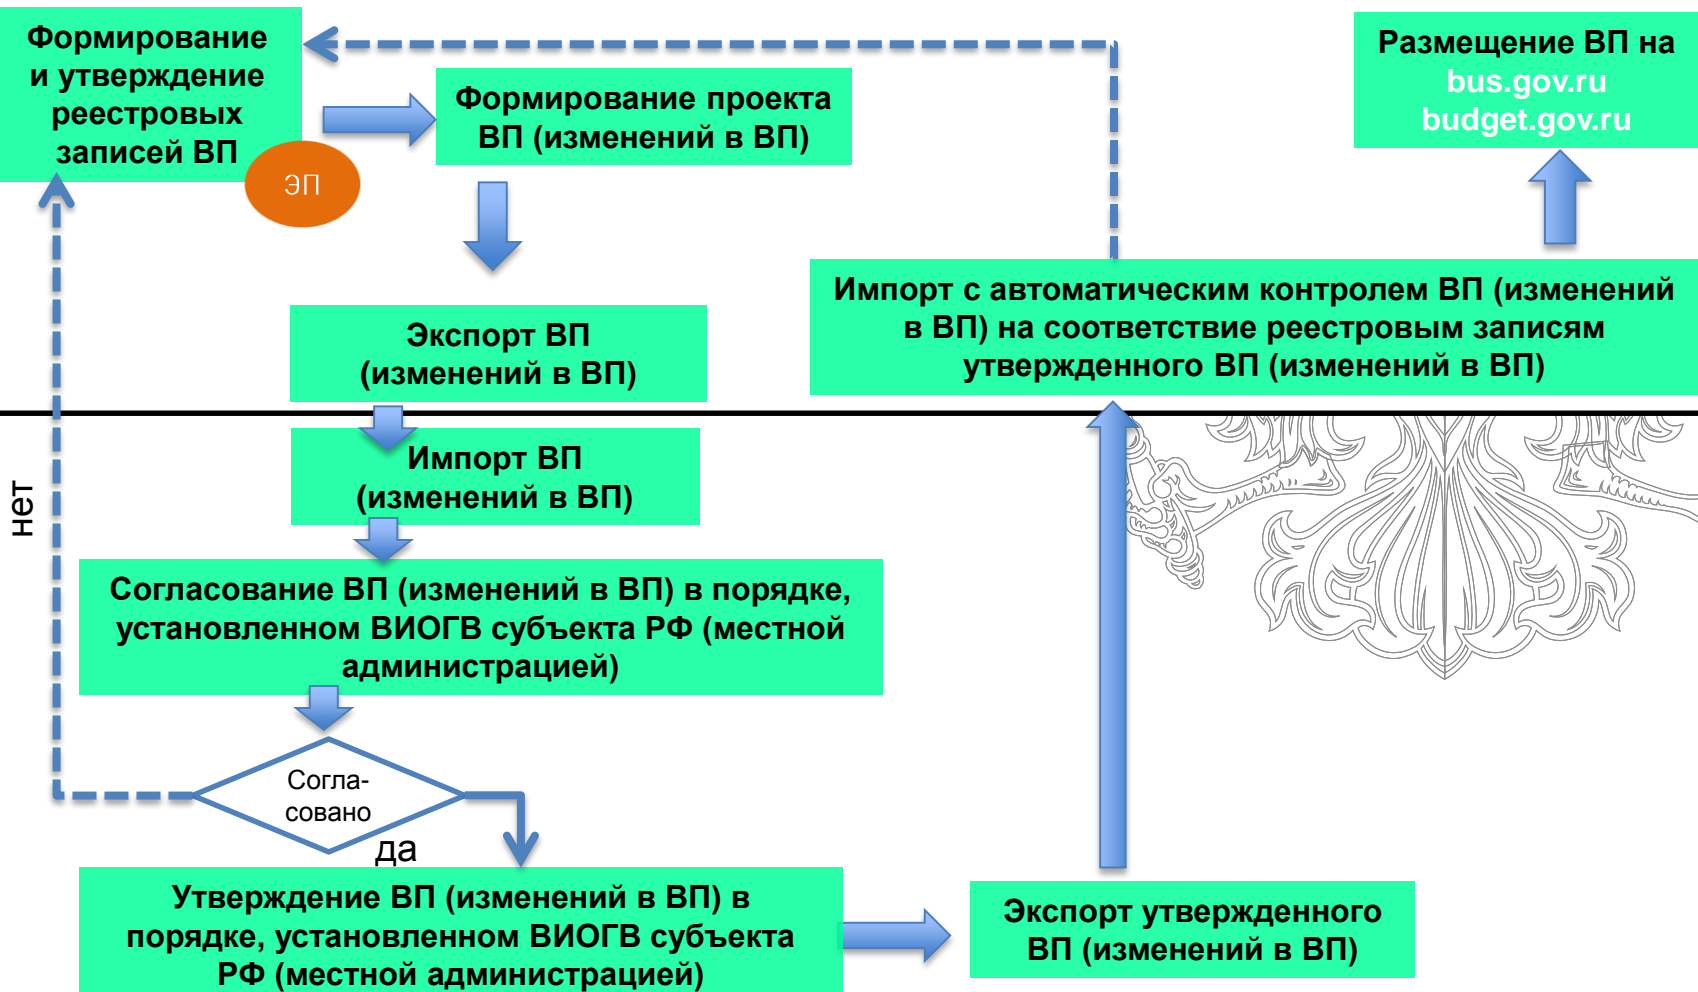 Формирование
и утверждение
реестровых
записей ВП
ЭП
Формирование проекта
ВП (изменений в ВП)
Размещение ВП на
bus.gov.ru
budget.gov.ru
Экспорт ВП
(изменений в ВП)
Импорт с автоматическим контролем ВП (изменений
в ВП) на соответствие реестровым записям
утвержденного ВП (изменений в ВП)
Импорт ВП
(изменений в ВП)
нет
Согласование ВП (изменений в ВП) в порядке,
установленном ВИОГВ субъекта РФ (местной
администрацией)
Согла-
совано
да
Утверждение ВП (изменений в ВП) в
порядке, установленном ВИОГВ субъекта
РФ (местной администрацией)
Экспорт утвержденного
ВП (изменений в ВП)